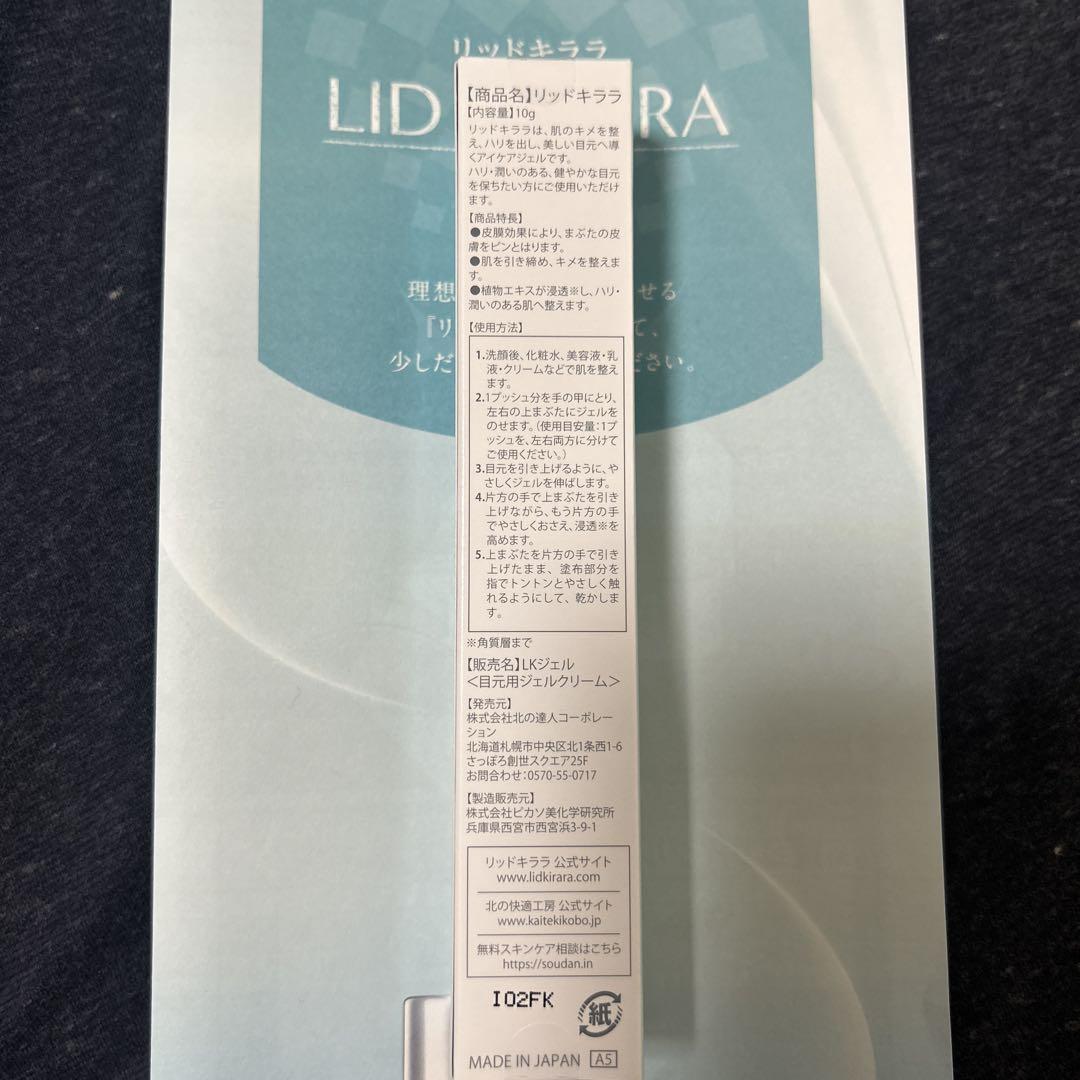 リッドキララ
LID
RA
理想
せる
『リ
て、
少しだ
ださい。
【商品名】リッドキララ
【内容量】10g
リッドキララは、肌のキメを整
え、ハリを出し、美しい目元へ導
くアイケアジェルです。
ハリ・潤いのある、健やかな目元
を保ちたい方にご使用いただけ
ます。
【商品特長】
●皮膜効果により、まぶたの皮
膚をピンとはります。
●肌を引き締め、キメを整えま
す。
●植物エキスが浸透※し、ハリ・
潤いのある肌へ整えます。
【使用方法】
1.洗顔後、化粧水、美容液・乳
液・クリームなどで肌を整え
ます。
2.1プッシュ分を手の甲にとり、
左右の上まぶたにジェルを
のせます。(使用目安量:1プ
ッシュを、左右両方に分けて
ご使用ください。)
3.目元を引き上げるように、や
さしくジェルを伸ばします。
4.片方の手で上まぶたを引き
上げながら、もう片方の手
でやさしくおさえ、浸透※を
高めます。
5.上まぶたを片方の手で引き
上げたまま、塗布部分を
指でトントンとやさしく触
れるようにして、乾かしま
す。
※角質層まで
【販売名】LKジェル
<目元用ジェルクリーム>
【発売元】
株式会社北の達人コーポレー
ション
北海道札幌市中央区北1条西1-6
さっぽろ創世スクエア25F
お問合わせ:0570-55-0717
【製造販売元】
株式会社ピカソ美化学研究所
兵庫県西宮市西宮浜3-9-1
リッドキララ 公式サイト
www.lidkirara.com
北の快適工房 公式サイト
www.kaitekikobo.jp
無料スキンケア相談はこちら
https://soudan.in
I02FK
紙
MADE IN JAPAN A5